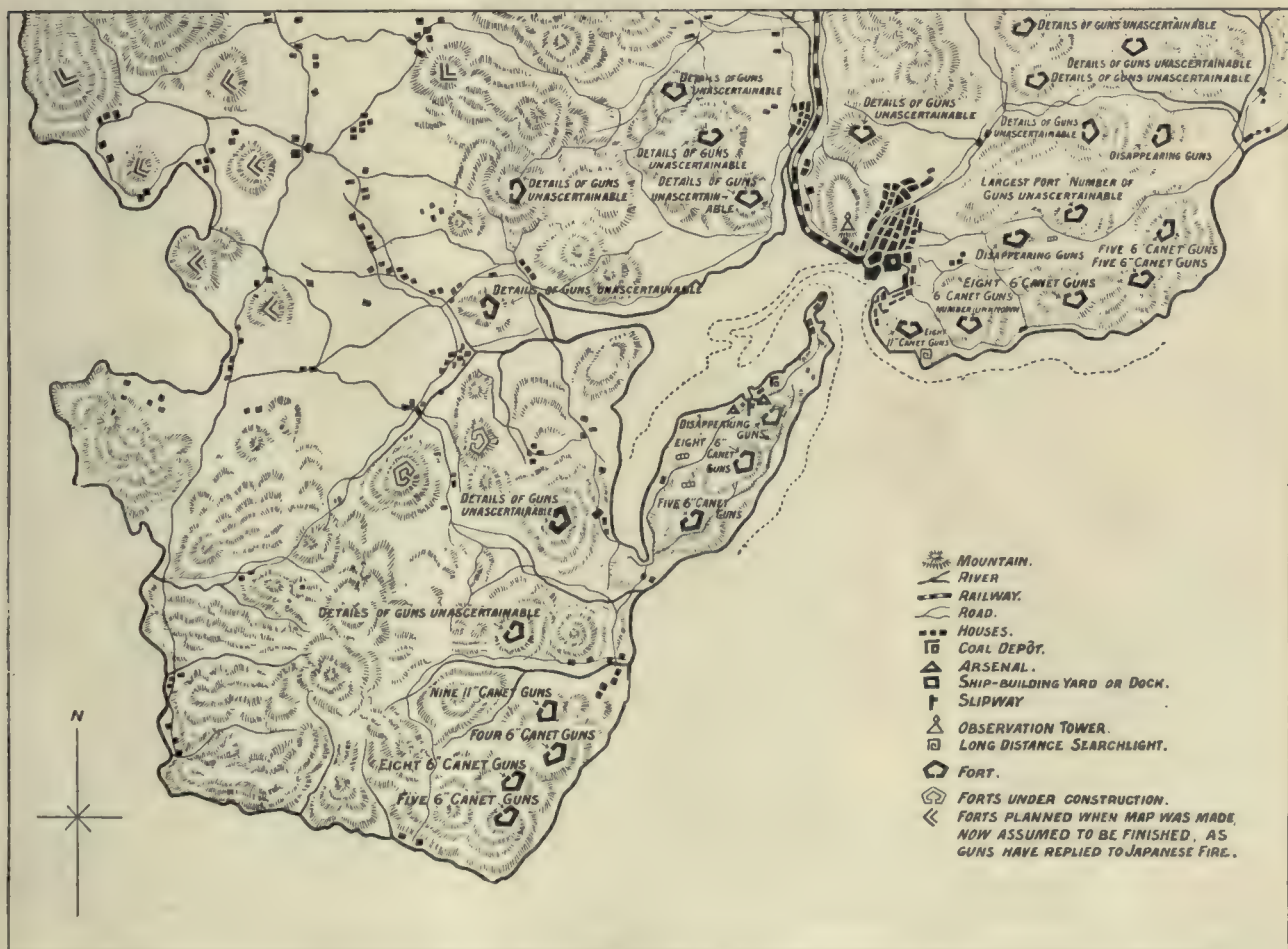 DETAILS OF GUNS UNASCERTAINABLE
DETAILS OF GUNS UNASCERTAINABLE
DETAILS OF GUNS UNASCERTAINABLE
DETAILS OF GUNS
UNASCERTAINABLE
DETAILS OF GUNS
UNASCERTAINABLE
DETAILS OF GUNS
UNASCERTAINABLE
DISAPPEARING GUNS
DETAILS OF GUNS
UNASCERTAINABLE
DETAILS OF GUNS
UNASCERTAINABLE
DETAILS OF GUNS
UNASCERTAIN-
ABLE
LARGEST FORT NUMBER OF
GUNS UNASCERTAINABLE
DISAPPEARING GUNS
FIVE 6" CANET GUNS
FIVE 6" CANET GUNS
EIGHT 6" CANET GUNS
6" CANET GUNS
NUMBER UNKNOWN
EIGHT
11" CANET GUNS
DETAILS OF GUNS UNASCERTAINABLE
DISAPPEARING
GUNS
EIGHT 6"
CANET
GUNS
FIVE 6" CANET
GUNS
DETAILS OF GUNS
UNASCERTAINABLE
DETAILS OF GUNS UNASCERTAINABLE
NINE 11" CANET GUNS
FOUR 6" CANET GUNS
EIGHT 6" CANET GUNS
FIVE 6" CANET GUNS
N
MOUNTAIN.
RIVER
RAILWAY.
ROAD.
HOUSES.
COAL DEPÔT.
ARSENAL.
SHIP-BUILDING YARD OR DOCK.
SLIPWAY
OBSERVATION TOWER.
LONG DISTANCE SEARCHLIGHT.
FORT.
FORTS UNDER CONSTRUCTION.
FORTS PLANNED WHEN MAP WAS MADE,
NOW ASSUMED TO BE FINISHED, AS
GUNS HAVE REPLIED TO JAPANESE FIRE.